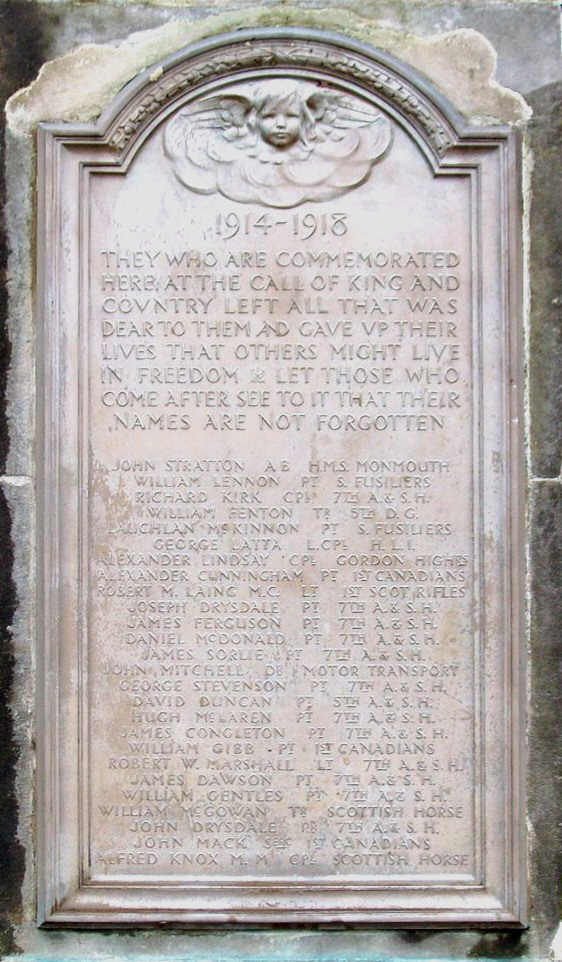 1914-1918
THEY WHO ARE COMMEMORATED
HERE AT THE CALL OF KING AND
COVNTRY LEFT ALL THAT WAS
DEAR TO THEM AD GAVE VP THEIR
LIVES THAT OTHERS MIGHT LIVE
IN FREEDOM & LET THOSE WHO
COME AFTER SEE TO IT THAT THEIR
NAMES ARE NOT FORGOTTEN
JOHN STRATTON A.B H.M.S. MONMOUTH
WILLIAM LENNON PT S. FUSILIERS
RICHARD KIRK CPL 7TH A.& S.H.
WILLIAM FENTON TR 5TH D.G.
LAUCHLAN MCKINNON PT S. FUSILIERS
GEORGE LATTA L.CPL H.L.I.
ALEXANDER LINDSAY CPL GORDON HIGHRS
ALEXANDER CUNNINGHAM PT 1ST CANADIANS
ROBERT M. LAING M.C. LT 1ST SCOT. RIFLES
JOSEPH DRYSDALE PT 7TH A.& S.H.
JAMES FERGUSON PT 7TH A.& S.H.
DANIEL MCDONALD PT 7TH A.& S.H.
JAMES SORLIE PT 7TH A.& S.H.
JOHN MITCHELL DR MOTOR TRANSPORT
GEORGE STEVENSON PT 7TH A.& S.H.
DAVID DUNCAN PT 5TH A.& S.H.
HUGH MCLAREN PT 7TH A.& S.H.
JAMES CONGLETON PT 7TH A.& S.H.
WILLIAM GIBB PT 1ST CANADIANS
ROBERT W. MARSHALL LT 7TH A.& S.H.
JAMES DAWSON PT 7TH A.& S.H.
WILLIAM GENTLES PT 7TH A.& S.H.
WILLIAM MCGOWAN TR SCOTTISH HORSE
JOHN DRYSDALE PR 7TH A.& S.H.
JOHN MACK SGT 1ST CANADIANS
ALFRED KNOX M.M. CPL SCOTTISH HORSE